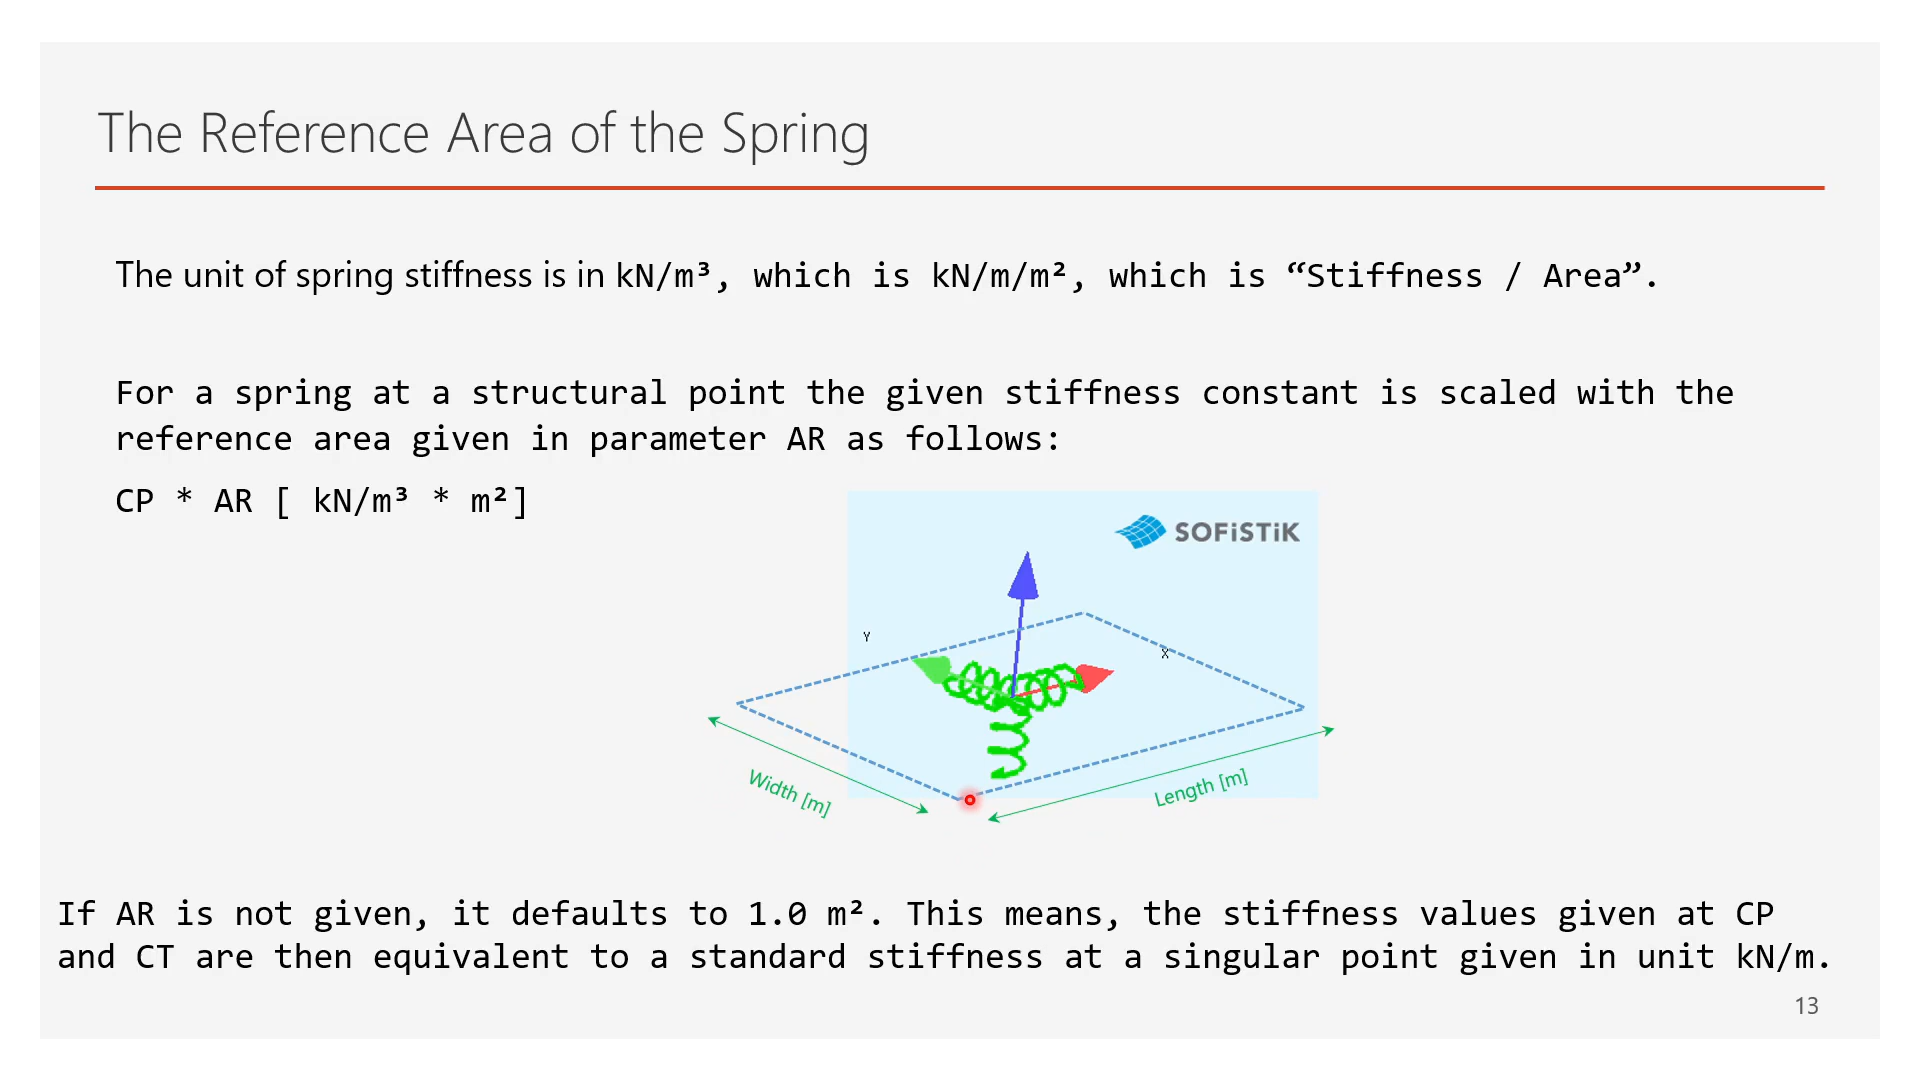 The Reference Area of the Spring
The unit of spring stiffness is in kN/m³, which is kN/m/m², which is “Stiffness / Area”.
For a spring at a structural point the given stiffness constant is scaled with the
reference area given in parameter AR as follows:
CP * AR [ kN/m³ * m²]
SOFiSTiK
Y
X
Width [m]
Length [m]
If AR is not given, it defaults to 1.0 m². This means, the stiffness values given at CP
and CT are then equivalent to a standard stiffness at a singular point given in unit kN/m.
13